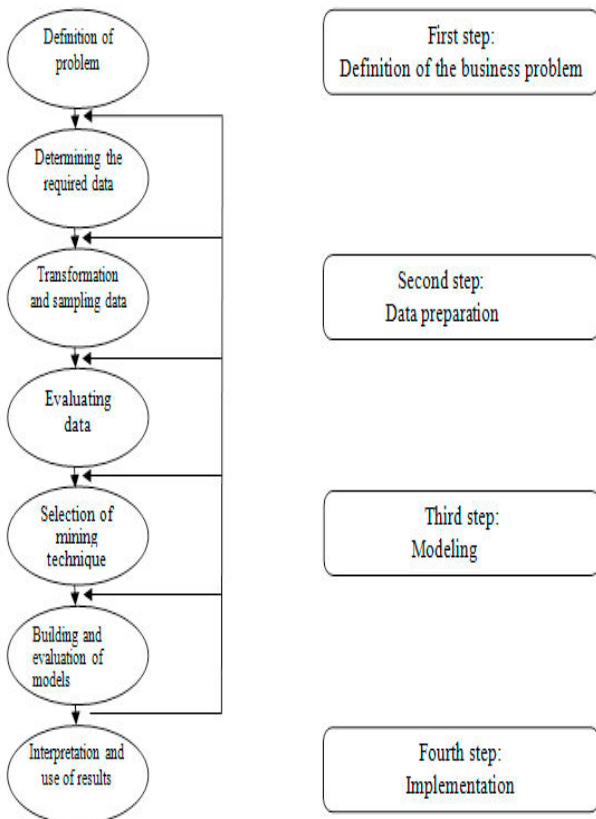 Definition of
problem
First step:
Definition of the business problem
Determining the
required data
Transformation
and sampling data
Second step:
Data preparation
Evaluating
data
Selection of
mining
technique
Third step:
Modeling
Building and
evaluation of
models
Interpretation and
use of results
Fourth step:
Implementation